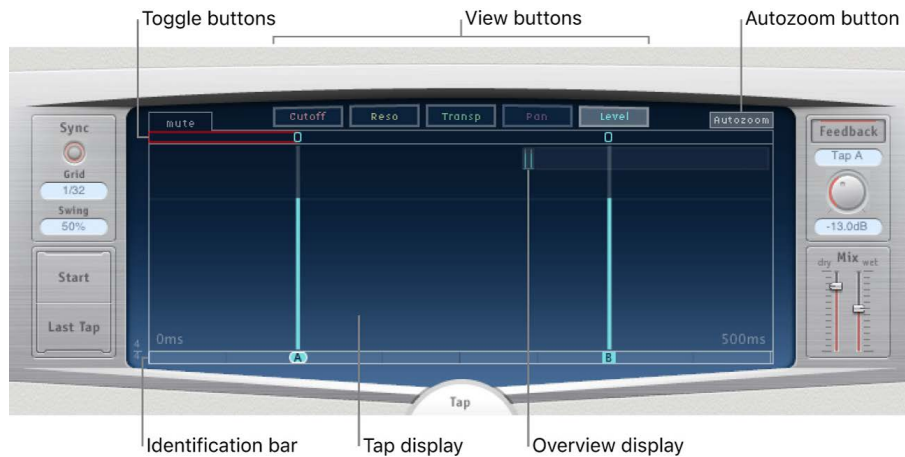 Toggle buttons
View buttons
Autozoom button
mute
Cutoff
Reso
Transp
Pan
Level
Autozoom
Sync
Grid
1/32
Swing
50%
Start
Last Tap
Feedback
Tap A
-13.0dB
dry Mix wet
0ms
500ms
4
4
A
B
Tap
Identification bar
Tap display
Overview display